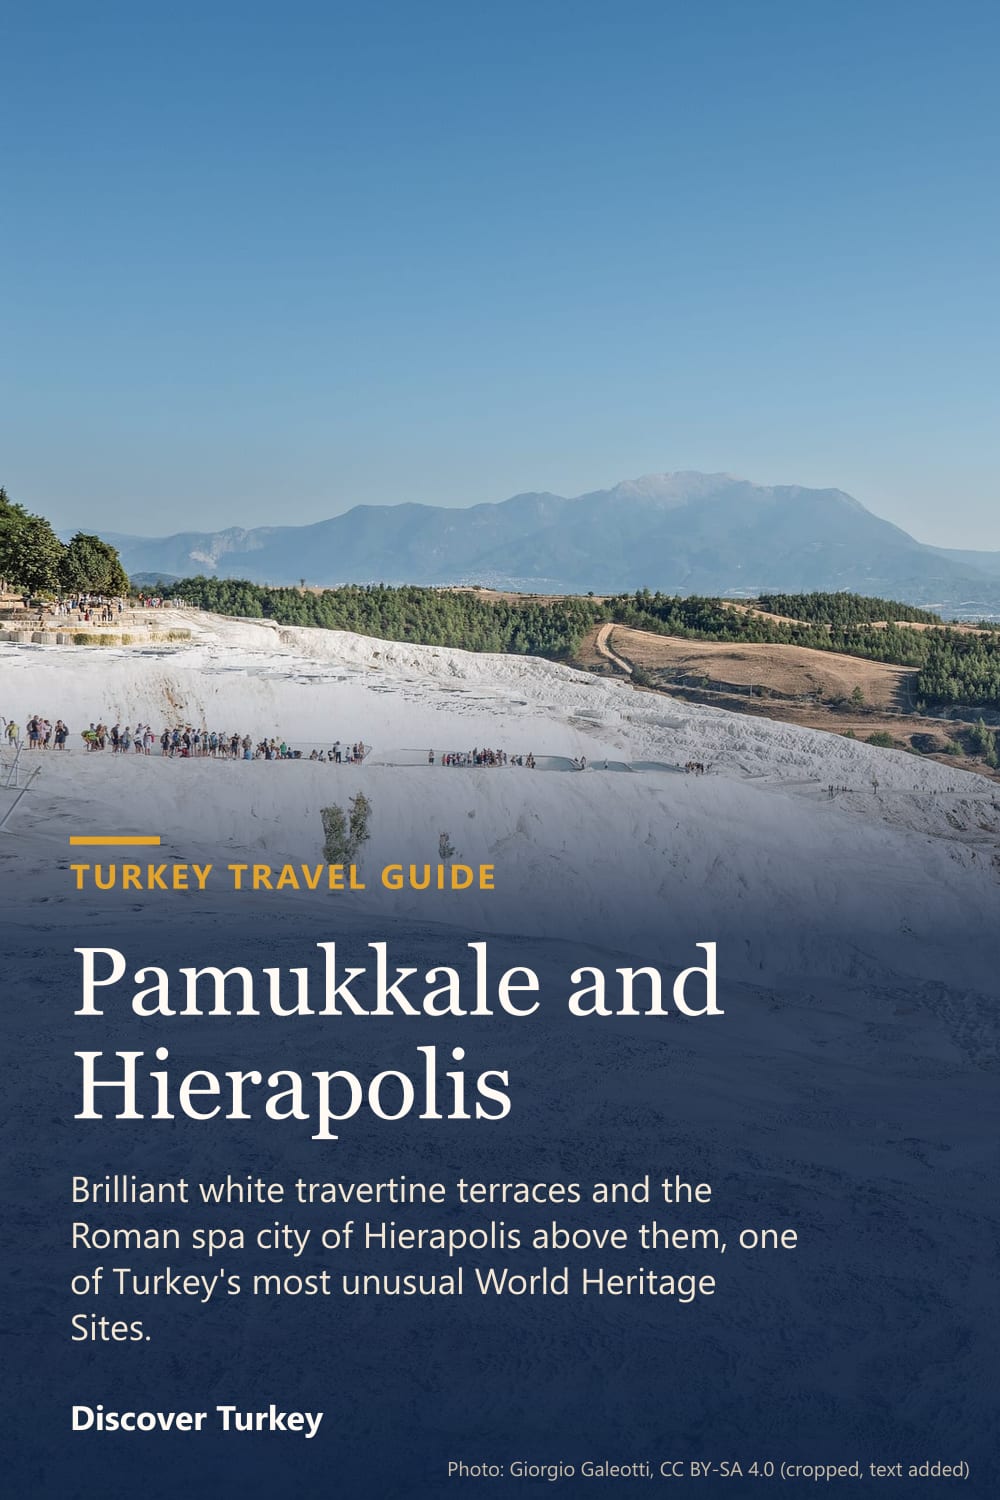 TURKEY TRAVEL GUIDE
Pamukkale and
Hierapolis
Brilliant white travertine terraces and the
Roman spa city of Hierapolis above them, one
of Turkey's most unusual World Heritage
Sites.
Discover Turkey
Photo: Giorgio Galeotti, CC BY-SA 4.0 (cropped, text added)